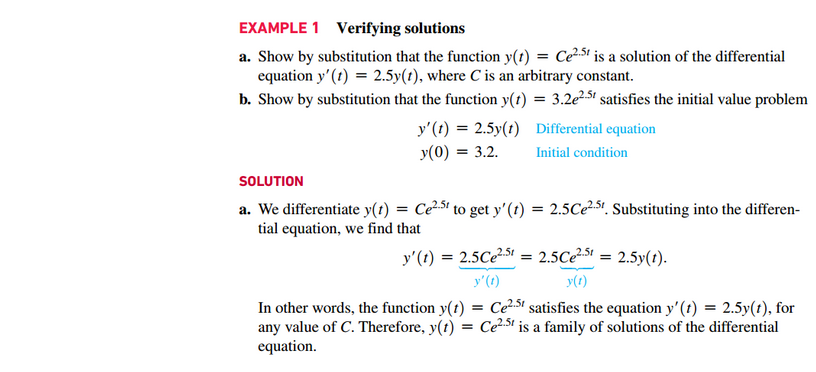 EXAMPLE 1 Verifying solutions
a. Show by substitution that the function y(t) = Ce^{2.5t} is a solution of the differential
equation y′(t) = 2.5y(t), where C is an arbitrary constant.
b. Show by substitution that the function y(t) = 3.2e^{2.5t} satisfies the initial value problem
y′(t) = 2.5y(t) Differential equation
y(0) = 3.2. Initial condition
SOLUTION
a. We differentiate y(t) = Ce^{2.5t} to get y′(t) = 2.5Ce^{2.5t}. Substituting into the differen-
tial equation, we find that
y′(t) = 2.5Ce^{2.5t} = 2.5Ce^{2.5t} = 2.5y(t).
y′(t) y(t)
In other words, the function y(t) = Ce^{2.5t} satisfies the equation y′(t) = 2.5y(t), for
any value of C. Therefore, y(t) = Ce^{2.5t} is a family of solutions of the differential
equation.